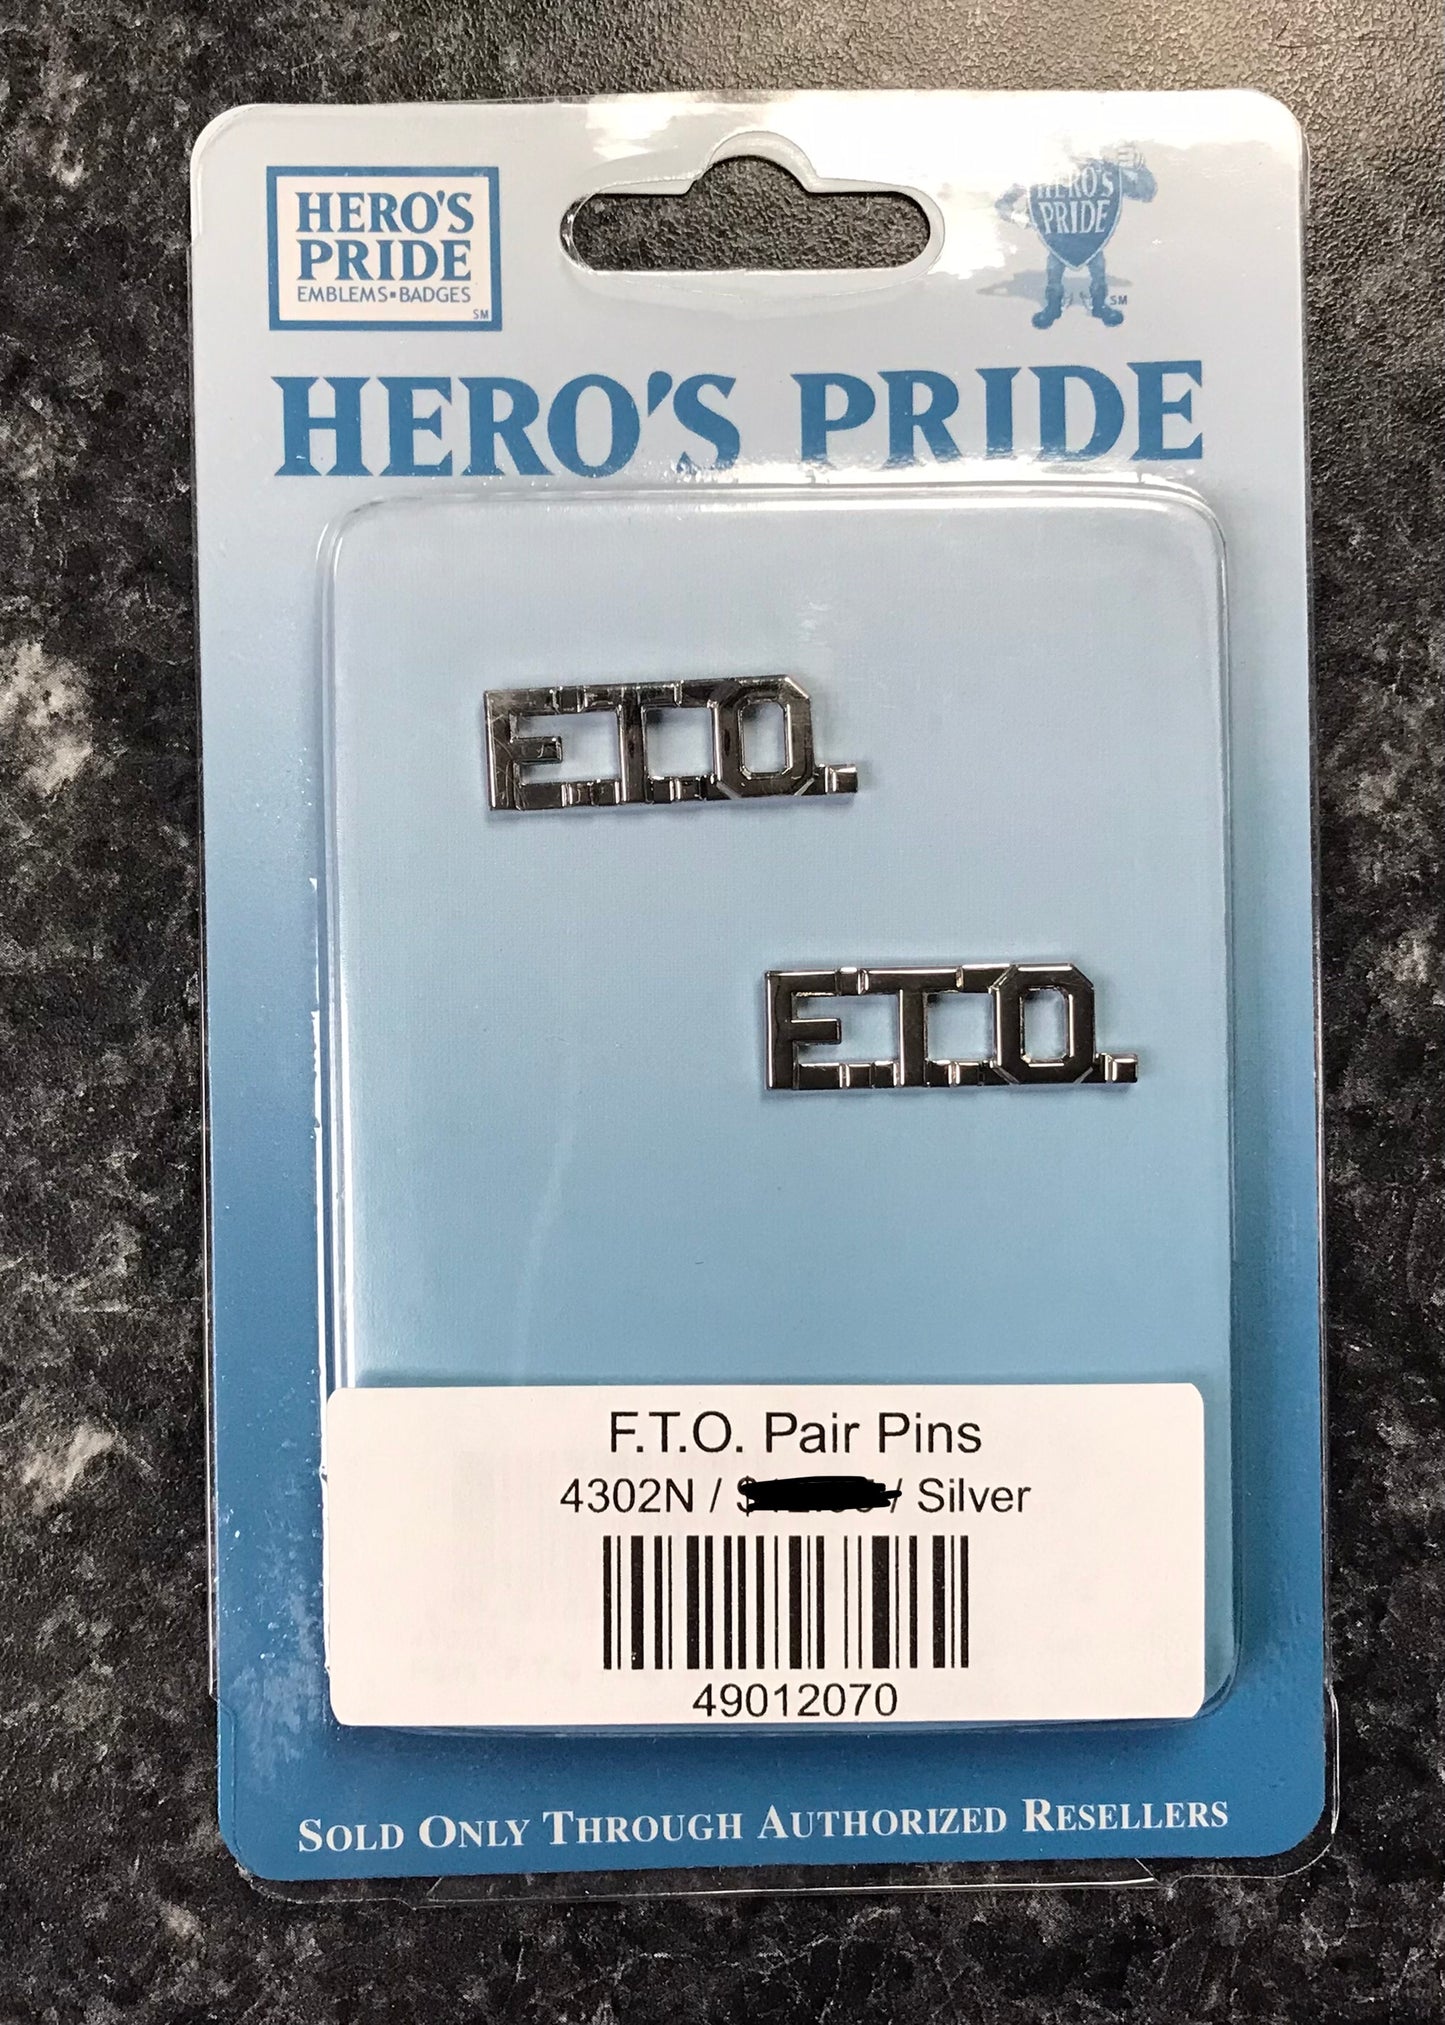 HERO'S
PRIDE
EMBLEMS▪BADGES
SM
HERO'S
PRIDE
SM
HERO'S PRIDE
F.T.O.
F.T.O.
F.T.O. Pair Pins
4302N / $ / Silver
49012070
SOLD ONLY THROUGH AUTHORIZED RESELLERS